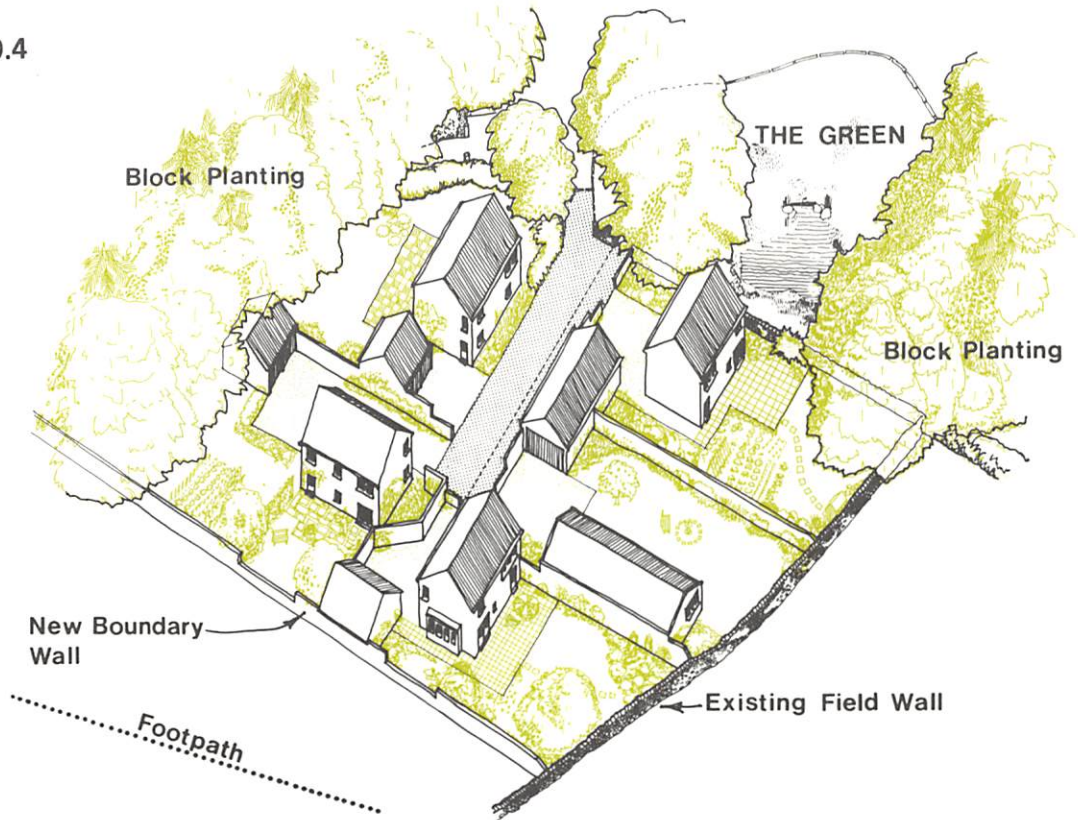 .4
THE GREEN
Block Planting
Block Planting
New Boundary
Wall
Existing Field Wall
Footpath